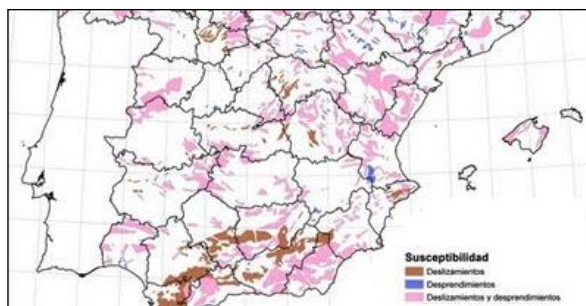 Susceptibilidad
Deslizamientos
Desprendimientos
Deslizamientos y desprendimientos